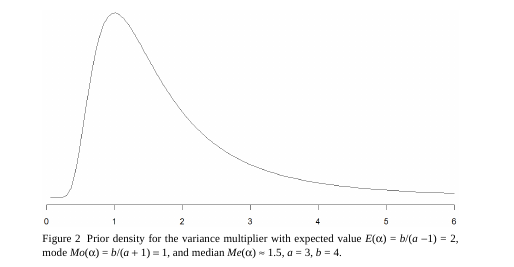 0 1 2 3 4 5 6
Figure 2 Prior density for the variance multiplier with expected value E(α) = b/(a −1) = 2,
mode Mo(α) = b/(a + 1) = 1, and median Me(α) ≈ 1.5, a = 3, b = 4.